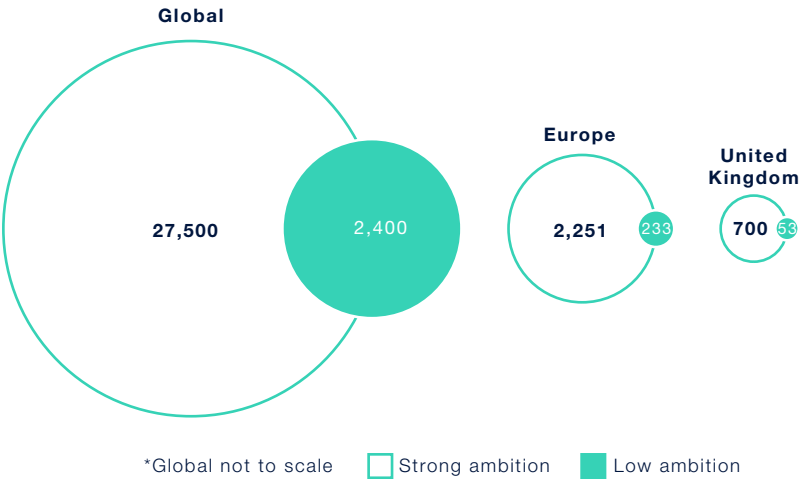 Global
27,500
2,400
Europe
2,251
233
United
Kingdom
700
53
*Global not to scale
Strong ambition
Low ambition